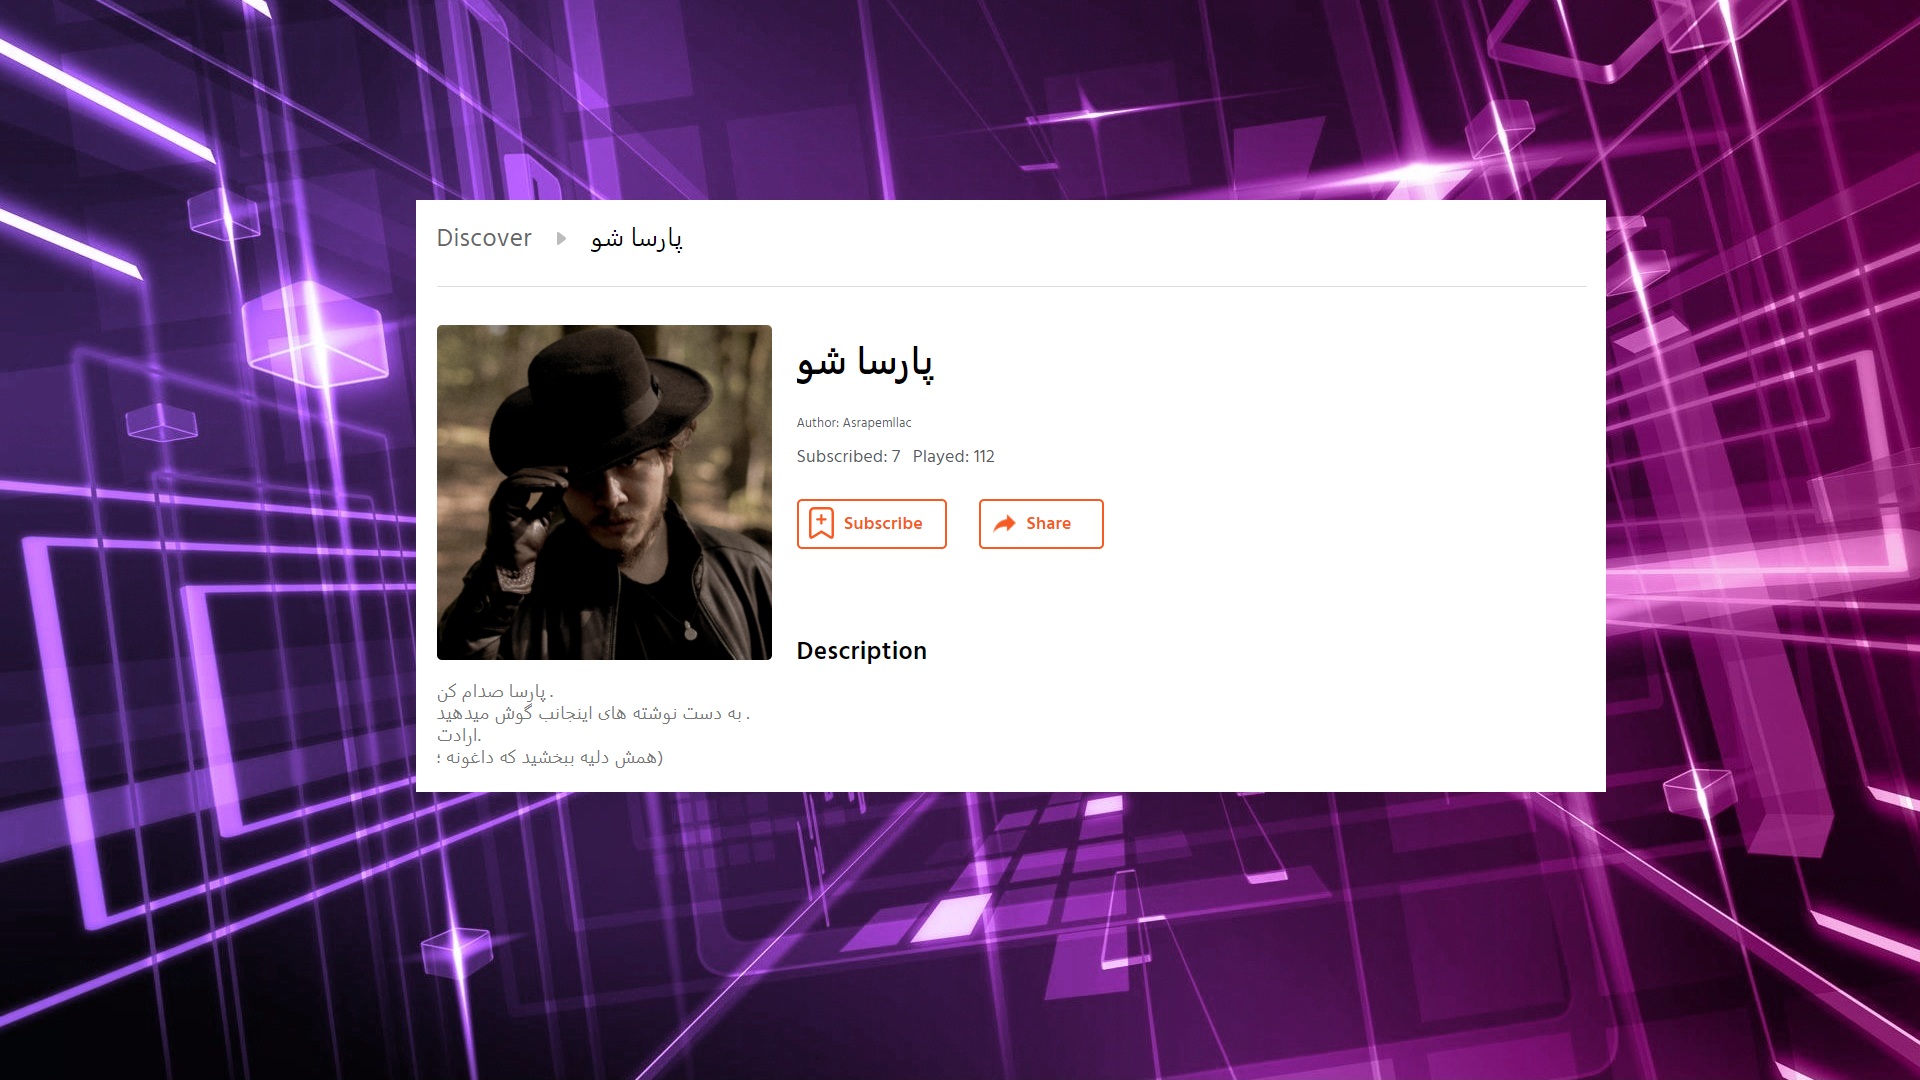 Discover
پارسا شو
پارسا شو
Author: Asrapemllac
Subscribed: 7 Played: 112
Subscribe
Share
Description
پارسا صدام کن .
به دست نوشته های اینجانب گوش میدهید .
ارادت.
همش دلیه ببخشید که داغونه ؛)